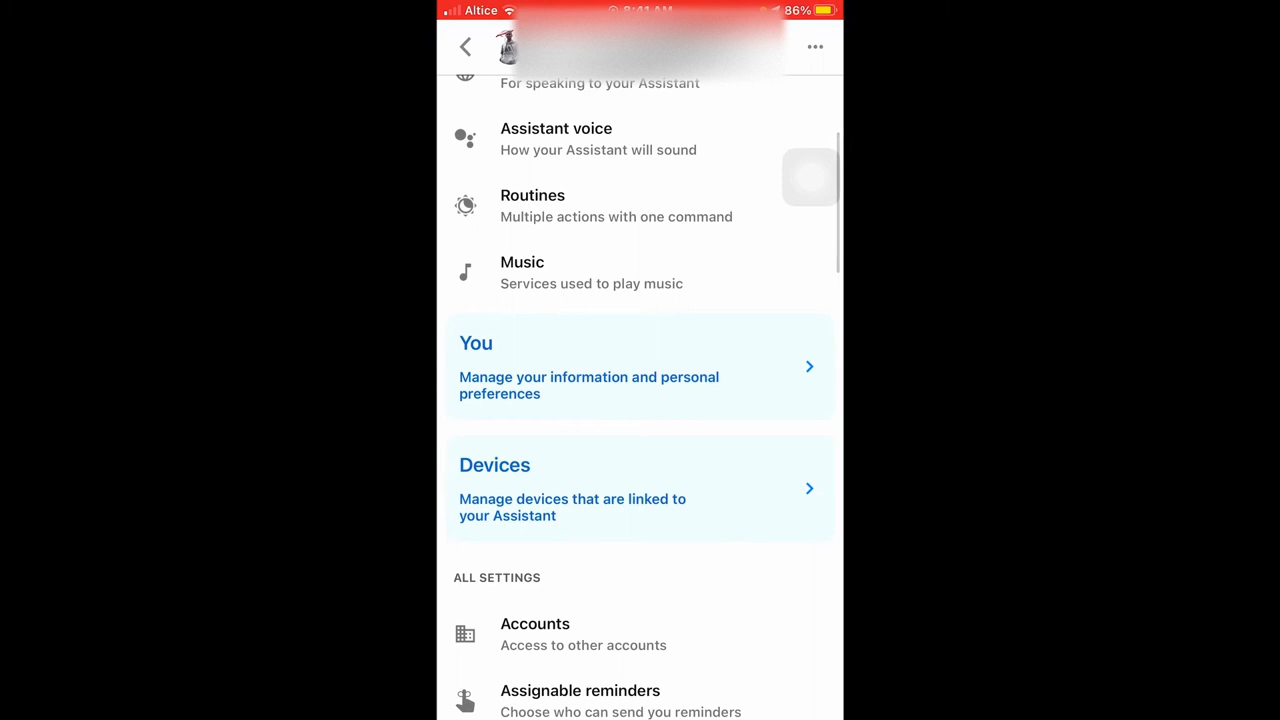 Altice
86%
For speaking to your Assistant
Assistant voice
How your Assistant will sound
Routines
Multiple actions with one command
Music
Services used to play music
You
Manage your information and personal
preferences
Devices
Manage devices that are linked to
your Assistant
ALL SETTINGS
Accounts
Access to other accounts
Assignable reminders
Choose who can send you reminders